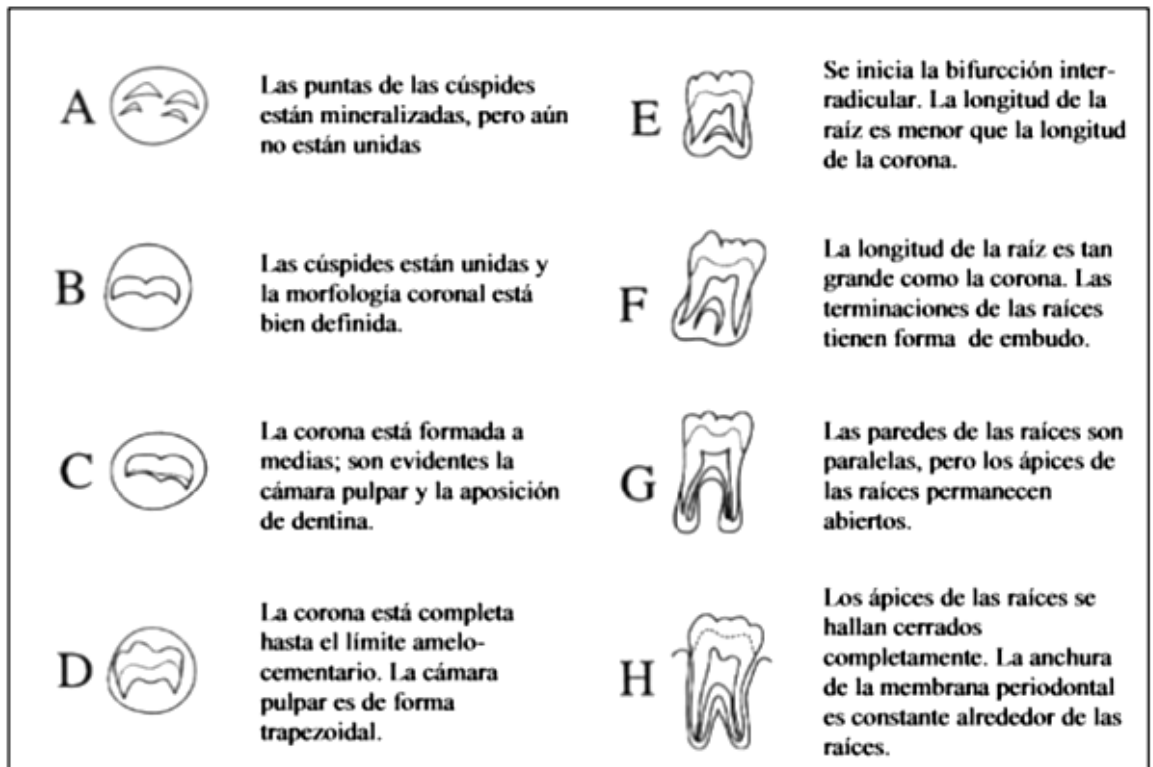 A
Las puntas de las cúspides
están mineralizadas, pero aún
no están unidas
B
Las cúspides están unidas y
la morfología coronal está
bien definida.
C
La corona está formada a
medias; son evidentes la
cámara pulpar y la aposición
de dentina.
D
La corona está completa
hasta el límite amelo-
cementario. La cámara
pulpar es de forma
trapezoidal.
E
Se inicia la bifurcción inter-
radicular. La longitud de la
raíz es menor que la longitud
de la corona.
F
La longitud de la raíz es tan
grande como la corona. Las
terminaciones de las raíces
tienen forma de embudo.
G
Las paredes de las raíces son
paralelas, pero los ápices de
las raíces permanecen
abiertos.
H
Los ápices de las raíces se
hallan cerrados
completamente. La anchura
de la membrana periodontal
es constante alrededor de las
raíces.